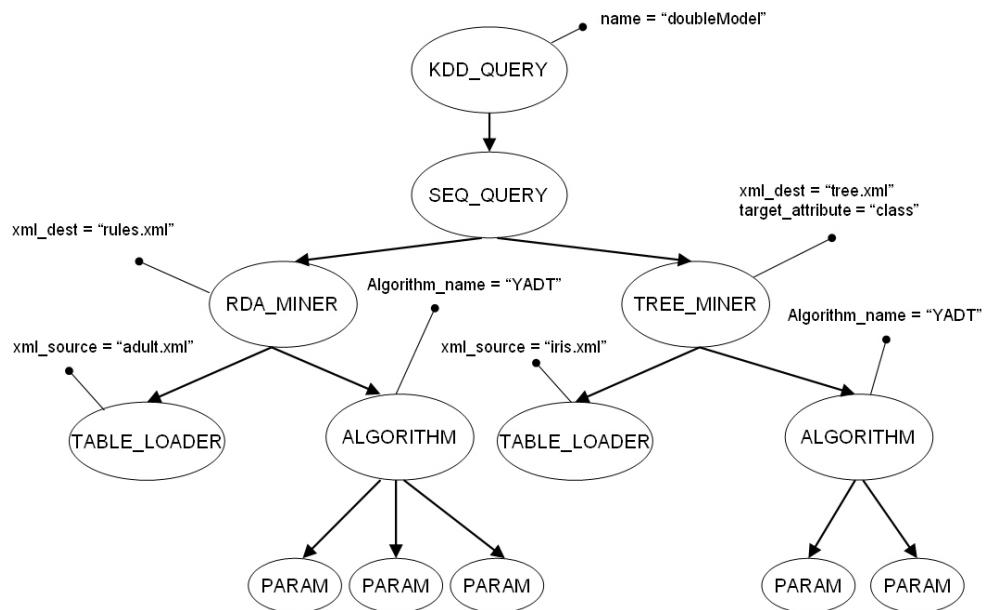 name = “doubleModel”
KDD_QUERY
SEQ_QUERY
xml_dest = “tree.xml”
target_attribute = “class”
xml_dest = “rules.xml”
RDA_MINER
Algorithm_name = “YADT”
TREE_MINER
Algorithm_name = “YADT”
xml_source = “adult.xml”
xml_source = “iris.xml”
TABLE_LOADER
ALGORITHM
TABLE_LOADER
ALGORITHM
PARAM
PARAM
PARAM
PARAM
PARAM